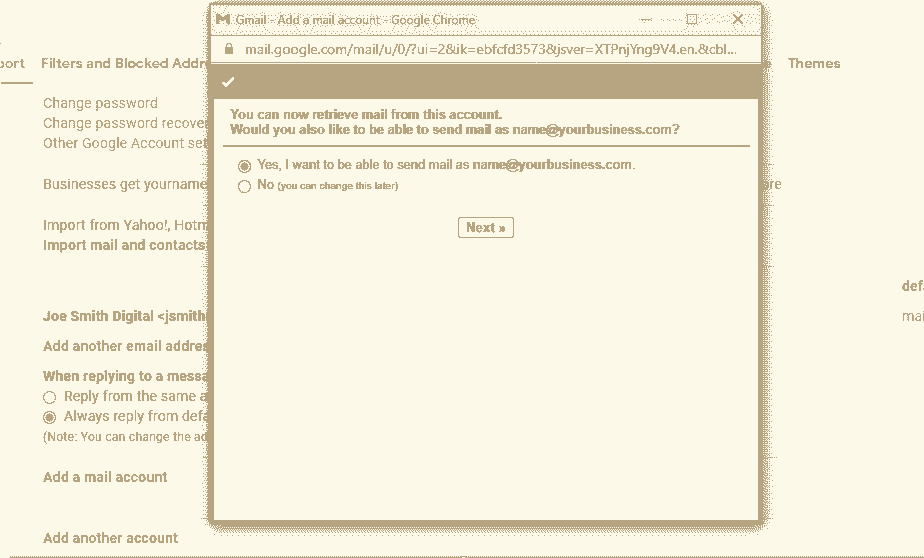 Gmail - Add a mail account - Google Chrome
mail.google.com/mail/u/0/?ui=2&ik=ebfcfd3573&jsver=XTPnjYng9V4.en.&cbl...
port Filters and Blocked Addre Themes
You can now retrieve mail from this account.
Would you also like to be able to send mail as name@yourbusiness.com?
Yes, I want to be able to send mail as name@yourbusiness.com.
No (you can change this later)
Next »
Change password
Change password recover
Other Google Account set
Businesses get yourname
ore
Import from Yahoo!, Hotm
Import mail and contacts
defa
Joe Smith Digital <jsmith
mai
Add another email addres
When replying to a messa
Reply from the same a
Always reply from defa
(Note: You can change the ad
Add a mail account
Add another account